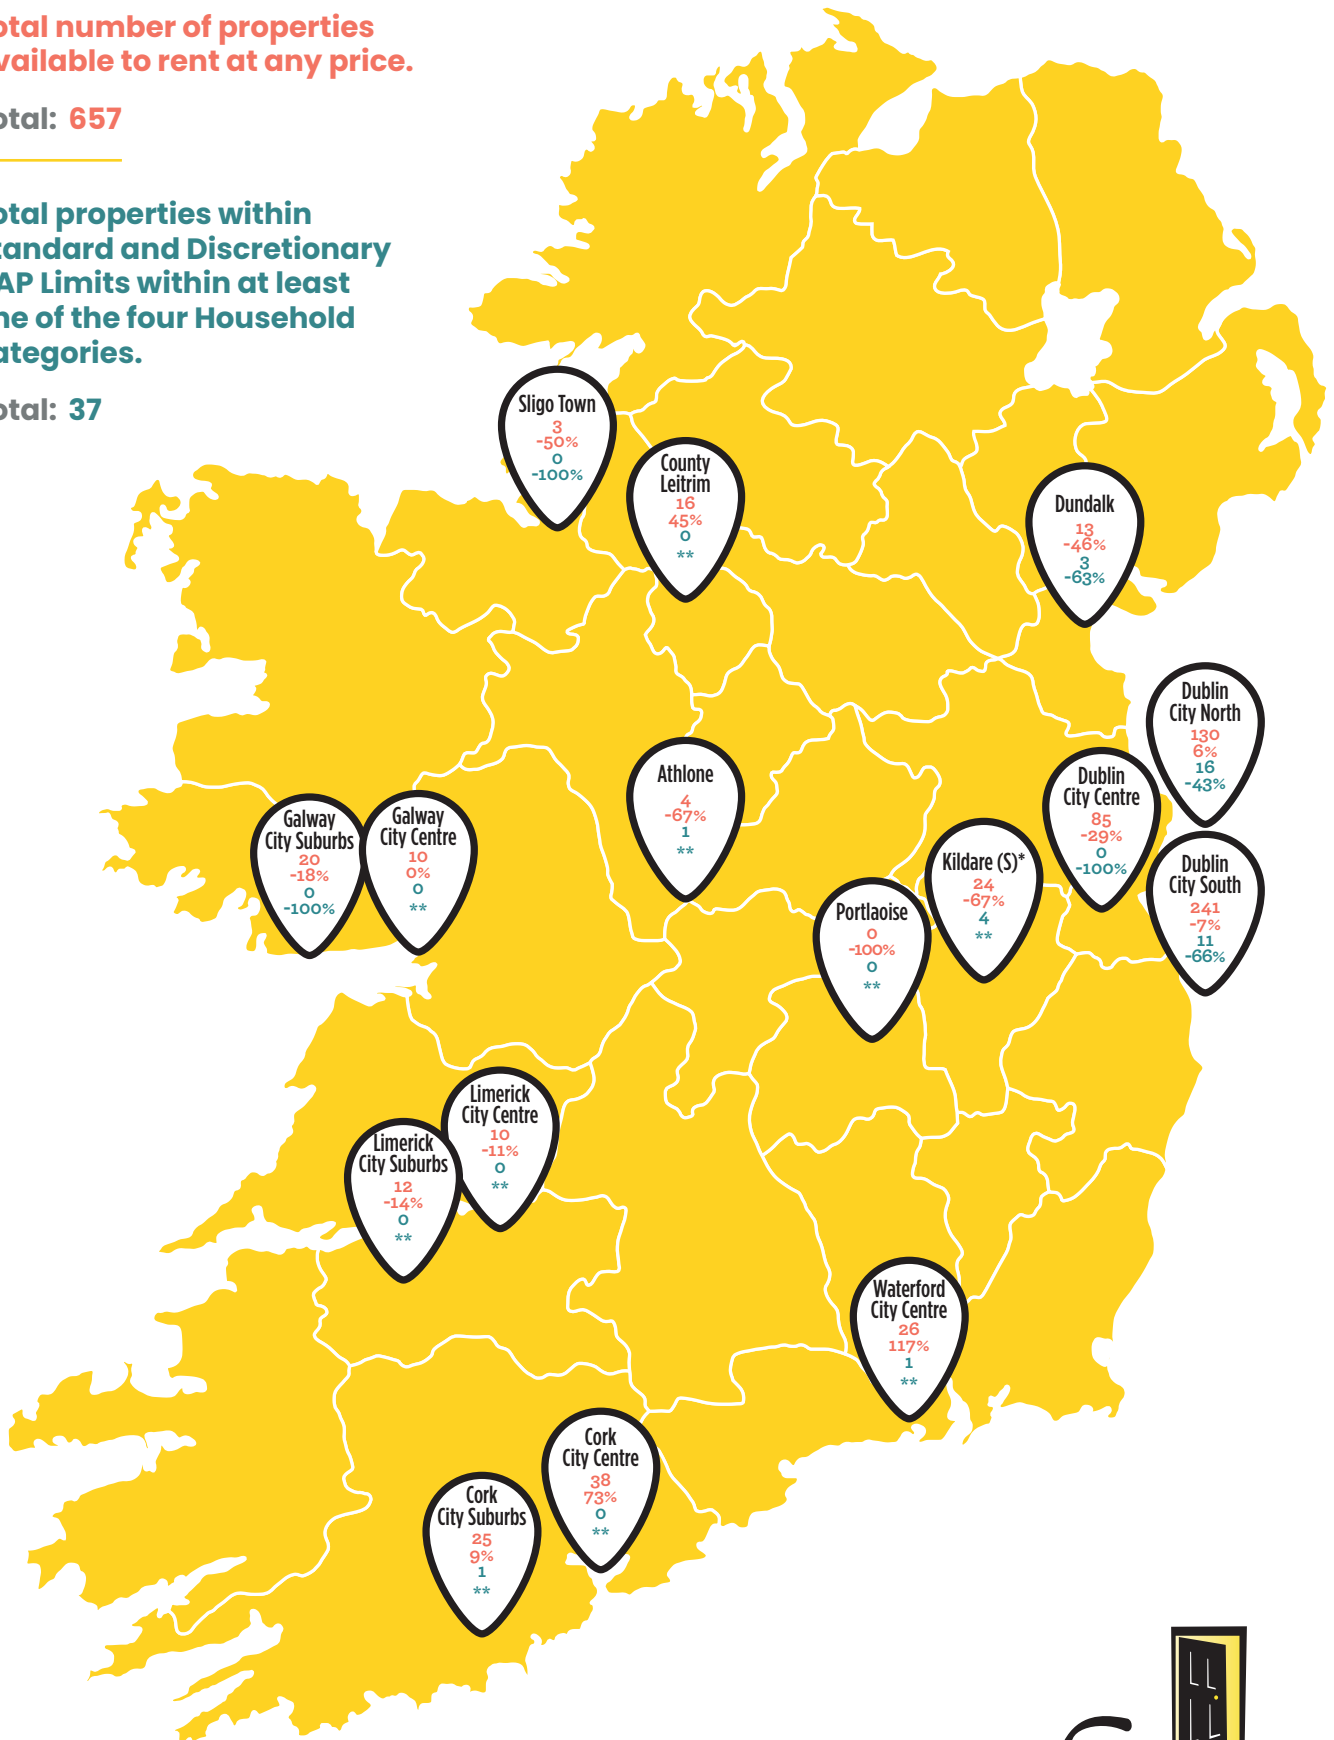 otal number of properties
vailable to rent at any price.
otal: 657
otal properties within
tandard and Discretionary
AP Limits within at least
ne of the four Household
ategories.
otal: 37
Sligo Town
3
-50%
0
-100%
County
Leitrim
16
45%
0
**
Dundalk
13
-46%
3
-63%
Dublin
City North
130
6%
16
-43%
Athlone
4
-67%
1
**
Dublin
City Centre
85
-29%
0
-100%
Galway
City Suburbs
20
-18%
0
-100%
Galway
City Centre
10
0%
0
**
Kildare (S)*
24
-67%
4
**
Dublin
City South
241
-7%
11
-66%
Portlaoise
0
-100%
0
**
Limerick
City Centre
10
-11%
0
**
Limerick
City Suburbs
12
-14%
0
**
Waterford
City Centre
26
117%
1
**
Cork
City Centre
38
73%
0
**
Cork
City Suburbs
25
9%
1
**